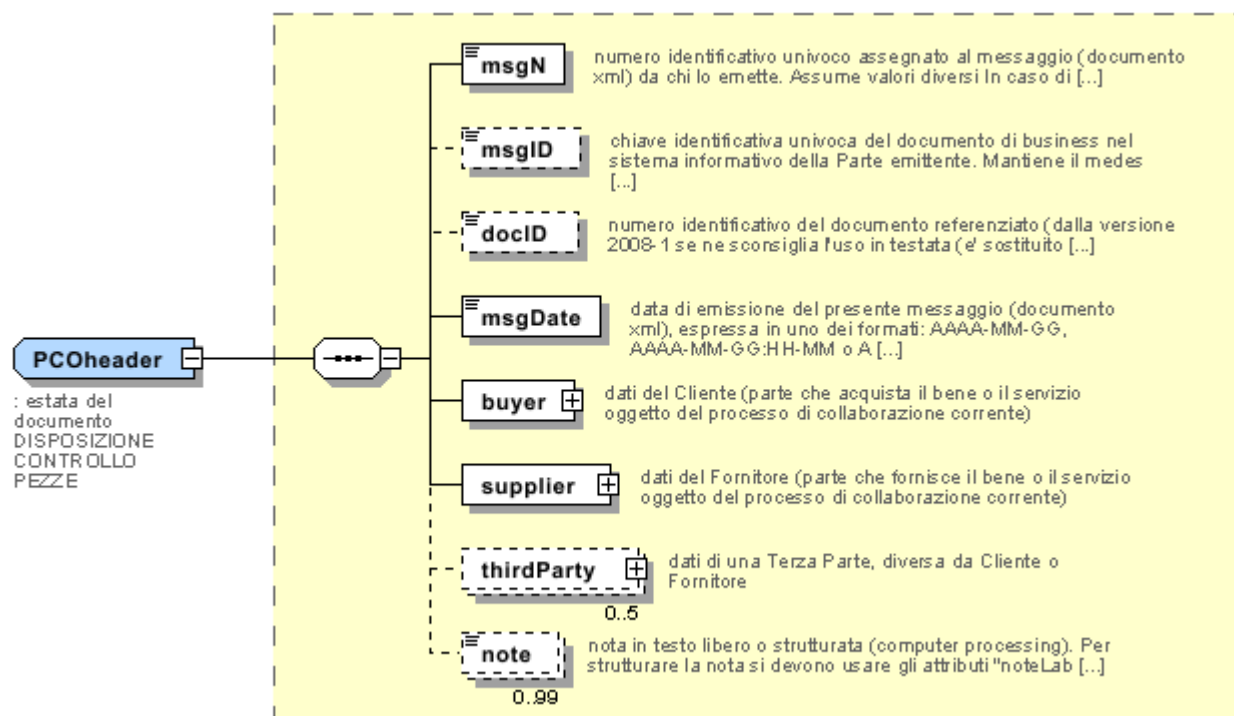 msgN
numero identificativo univoco assegnato al messaggio (documento
xml) da chi lo emette. Assume valori diversi In caso di [...]
msgID
chiave identificativa univoca del documento di business nel
sistema informativo della Parte emittente. Mantiene il medes
[...]
docID
numero identificativo del documento referenziato (dalla versione
2008-1 se ne sconsiglia l'uso in testata (e' sostituito [...]
msgDate
data di emissione del presente messaggio (documento
xml), espressa in uno dei formati: AAAA-MM-GG,
AAAA-MM-GG:HH-MM o A [...]
PCOheader
: estata del
documento
DISPOSIZIONE
CONTROLLO
PEZZE
buyer
dati del Cliente (parte che acquista il bene o il servizio
oggetto del processo di collaborazione corrente)
supplier
dati del Fornitore (parte che fornisce il bene o il servizio
oggetto del processo di collaborazione corrente)
thirdParty
dati di una Terza Parte, diversa da Cliente o
Fornitore
0..5
note
nota in testo libero o strutturata (computer processing). Per
strutturare la nota si devono usare gli attributi "noteLab [...]
0..99